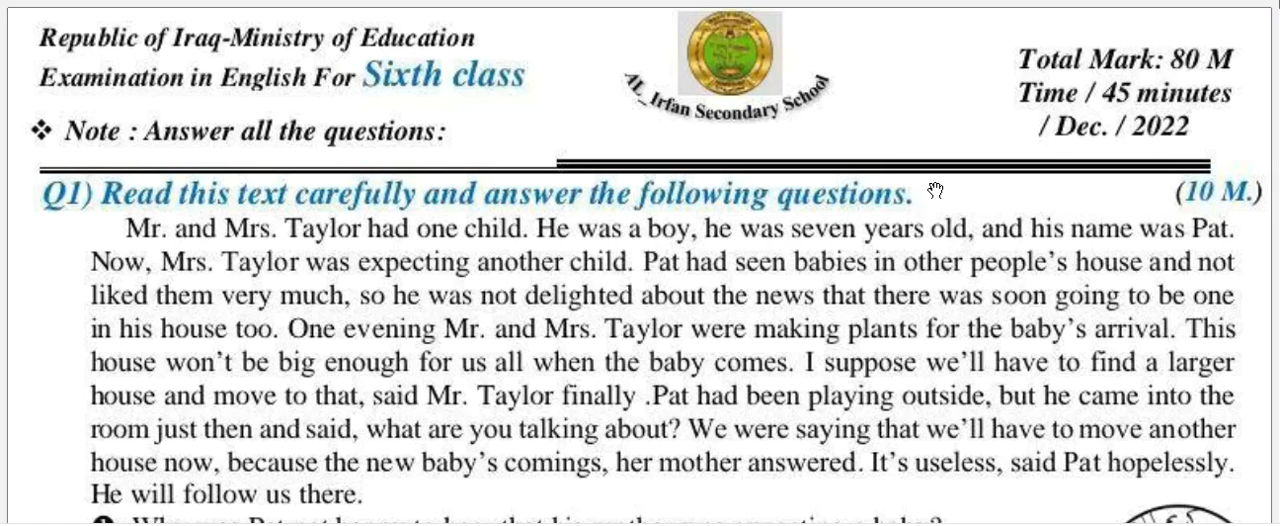 Republic of Iraq-Ministry of Education
Examination in English For Sixth class
❖ Note : Answer all the questions:
AL_Irfan Secondary School
Total Mark: 80 M
Time / 45 minutes
/ Dec. / 2022
Q1) Read this text carefully and answer the following questions. (10 M.)
Mr. and Mrs. Taylor had one child. He was a boy, he was seven years old, and his name was Pat.
Now, Mrs. Taylor was expecting another child. Pat had seen babies in other people's house and not
liked them very much, so he was not delighted about the news that there was soon going to be one
in his house too. One evening Mr. and Mrs. Taylor were making plants for the baby's arrival. This
house won't be big enough for us all when the baby comes. I suppose we'll have to find a larger
house and move to that, said Mr. Taylor finally .Pat had been playing outside, but he came into the
room just then and said, what are you talking about? We were saying that we'll have to move another
house now, because the new baby's comings, her mother answered. It's useless, said Pat hopelessly.
He will follow us there.